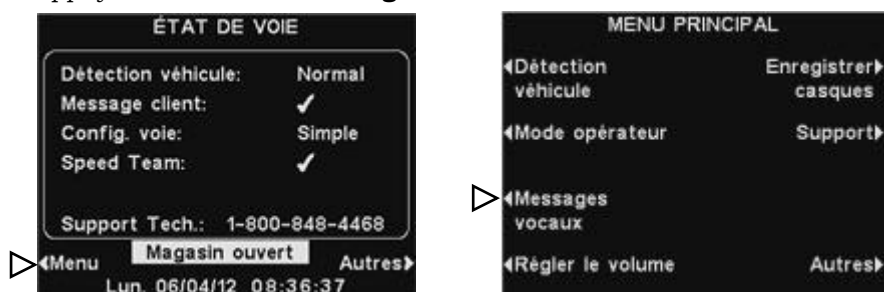 ÉTAT DE VOIE
Détection véhicule: Normal
Message client: ✓
Config. voie: Simple
Speed Team: ✓
Support Tech.: 1-800-848-4468
Magasin ouvert
Menu Autres
Lun. 06/04/12 08:36:37
MENU PRINCIPAL
Détection Enregistrer
véhicule casques
Mode opérateur Support
Messages
vocaux
Régler le volume Autres